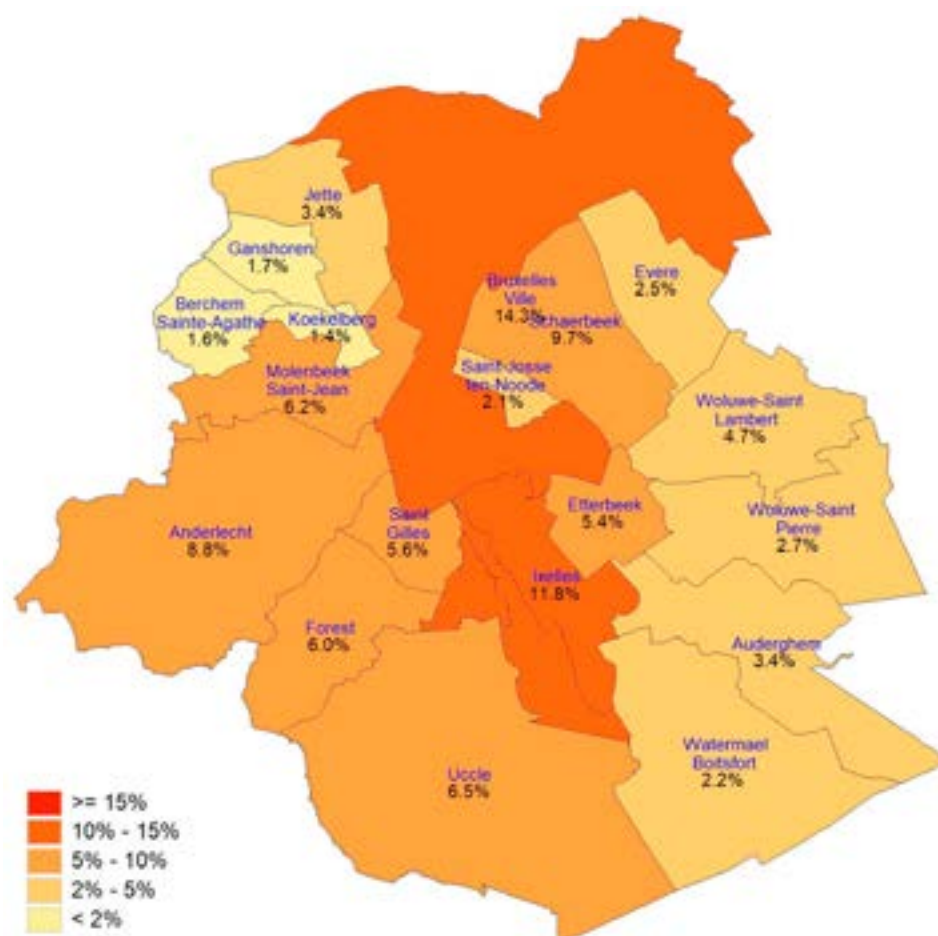 Jette
3.4%
Ganshoren
1.7%
Berchem
Sainte-Agathe
1.6%
Koekelberg
1.4%
Molenbeek
Saint-Jean
6.2%
Bruxelles
Ville
14.3%
Schaerbeek
9.7%
Evere
2.5%
Saint-Josse
ten-Noode
2.1%
Woluwe-Saint
Lambert
4.7%
Anderlecht
8.8%
Saint
Gilles
5.6%
Etterbeek
5.4%
Woluwe-Saint
Pierre
2.7%
Ixelles
11.8%
Forest
6.0%
Auderghem
3.4%
Uccle
6.5%
Watermael
Boitsfort
2.2%
>= 15%
10% - 15%
5% - 10%
2% - 5%
< 2%